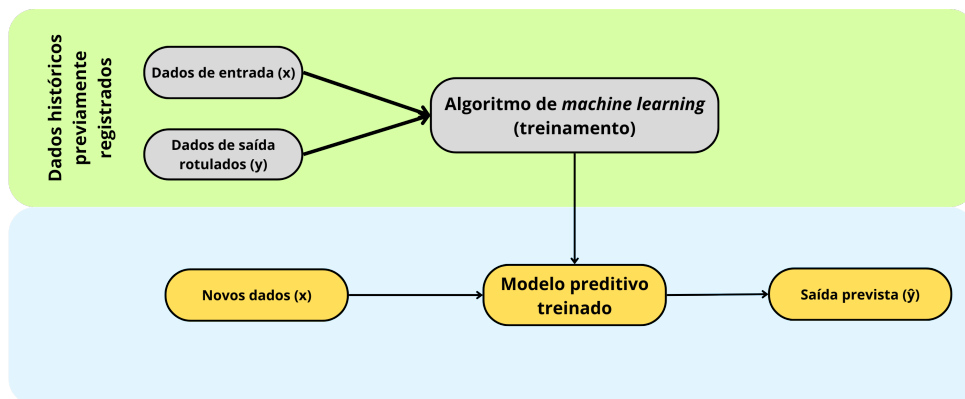 Dados históricos
previamente
registrados
Dados de entrada (x)
Dados de saída
rotulados (y)
Algoritmo de machine learning
(treinamento)
Novos dados (x)
Modelo preditivo
treinado
Saída prevista (ŷ)